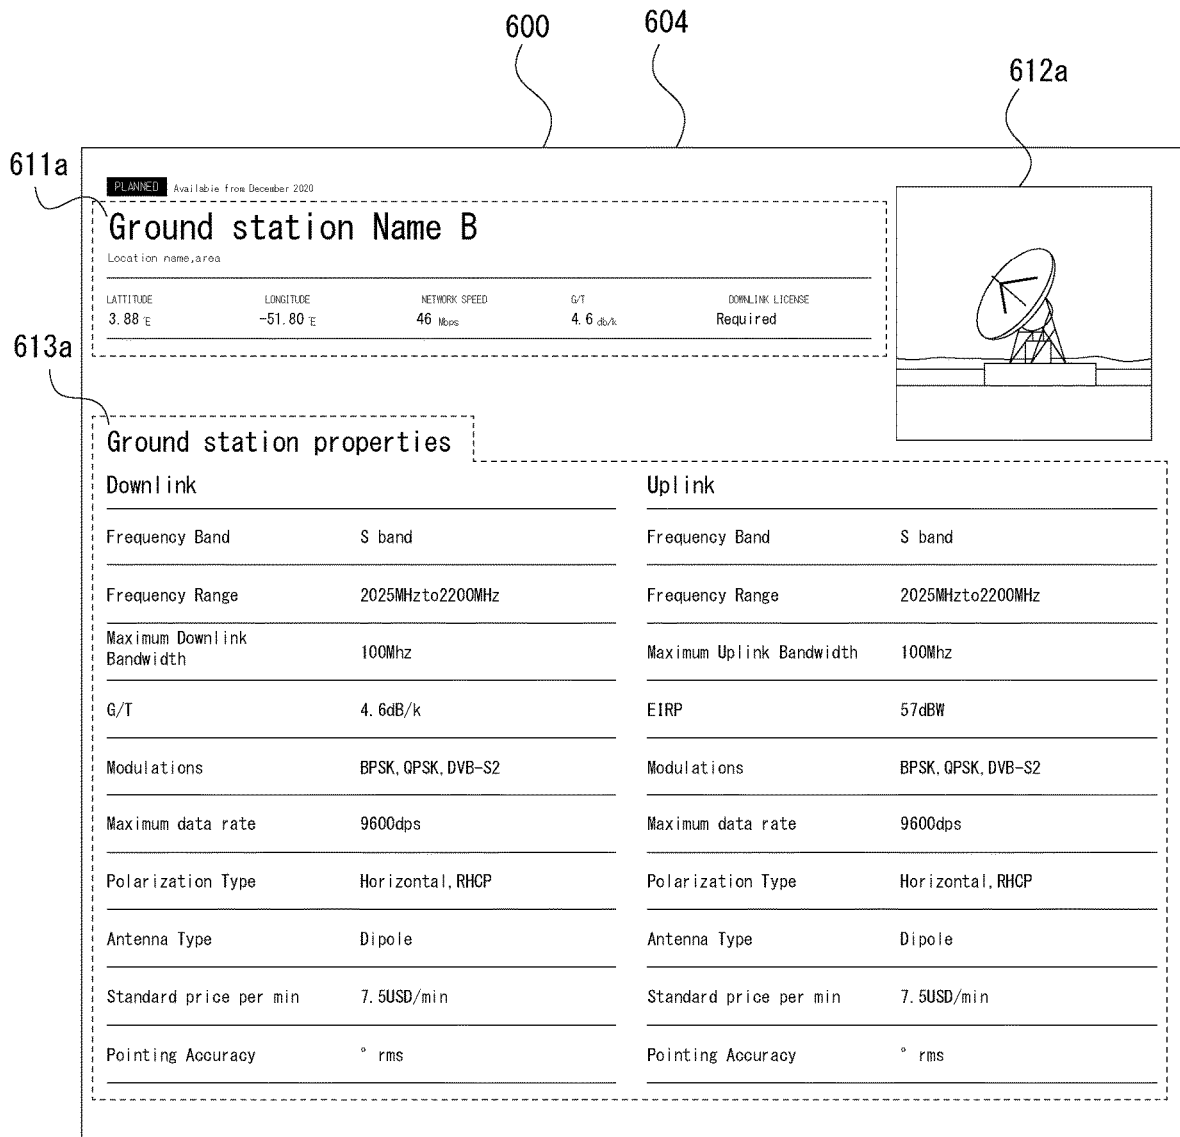 600
604
612a
611a
PLANNED Available from December 2020
Ground station Name B
Location name,area
LATTITUDE LONGITUDE NETWORK SPEED G/T DOWNLINK LICENSE
3.88 °E -51.80 °E 46 Mbps 4.6 db/k Required
613a
Ground station properties
Downlink Uplink
Frequency Band S band Frequency Band S band
Frequency Range 2025MHzto2200MHz Frequency Range 2025MHzto2200MHz
Maximum Downlink
Bandwidth 100Mhz Maximum Uplink Bandwidth 100Mhz
G/T 4.6dB/k EIRP 57dBW
Modulations BPSK,QPSK,DVB-S2 Modulations BPSK,QPSK,DVB-S2
Maximum data rate 9600dps Maximum data rate 9600dps
Polarization Type Horizontal,RHCP Polarization Type Horizontal,RHCP
Antenna Type Dipole Antenna Type Dipole
Standard price per min 7.5USD/min Standard price per min 7.5USD/min
Pointing Accuracy ° rms Pointing Accuracy ° rms